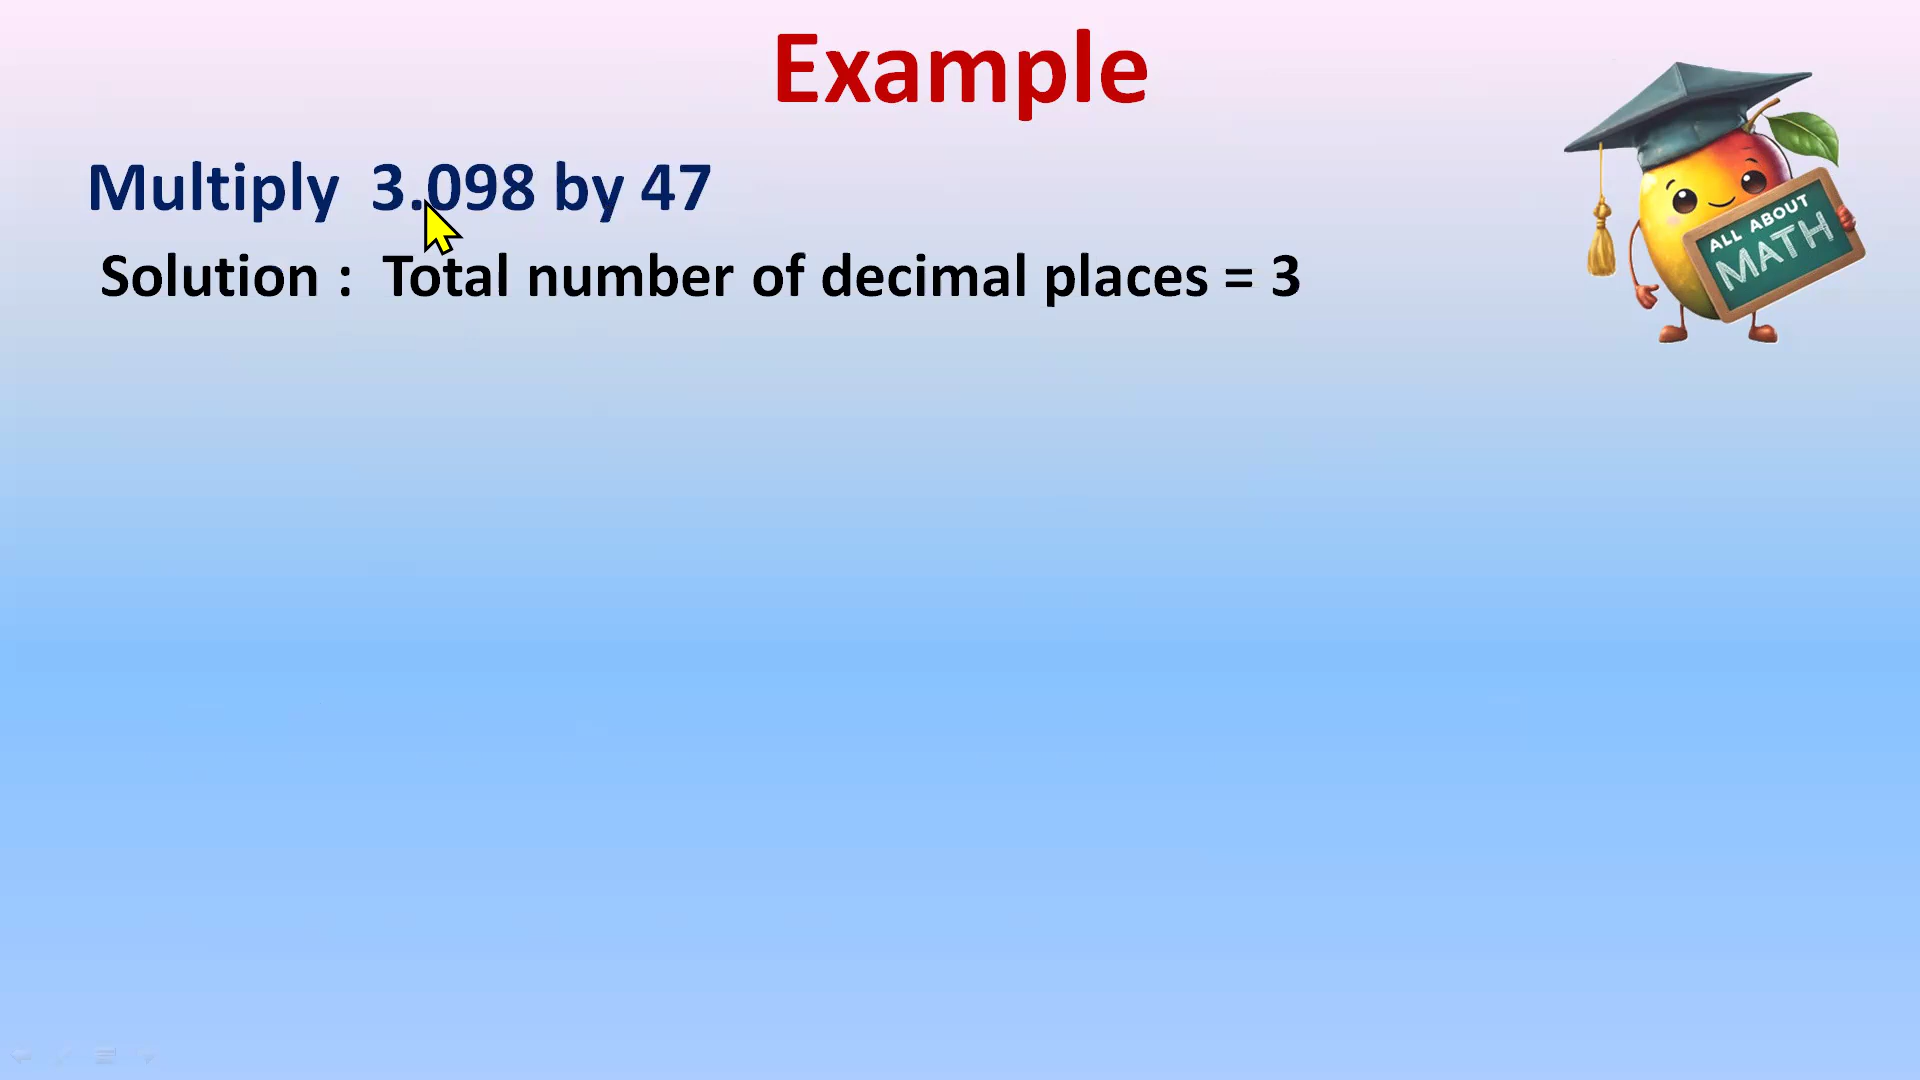 Example
Multiply 3.098 by 47
Solution : Total number of decimal places = 3
ALL ABOUT
MATH